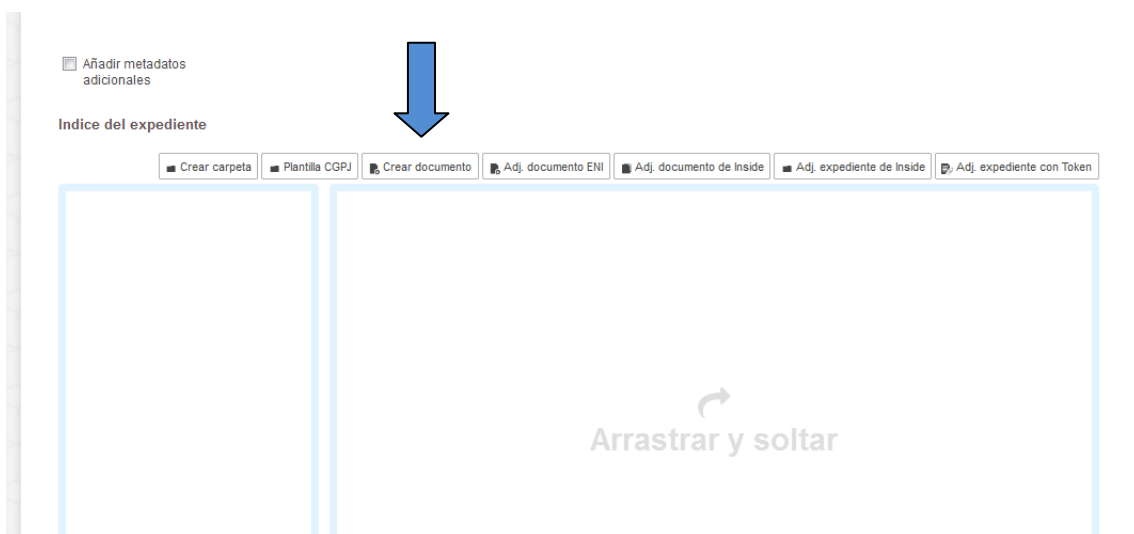 Añadir metadatos
adicionales
Indice del expediente
Crear carpeta Plantilla CGPJ Crear documento Adj. documento ENI Adj. documento de Inside Adj. expediente de Inside Adj. expediente con Token
Arrastrar y soltar